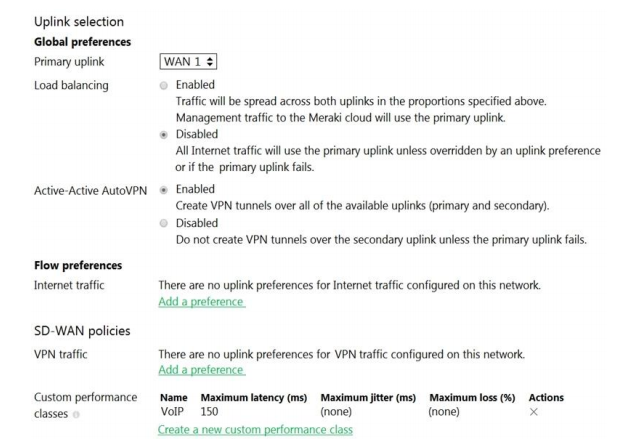 Uplink selection
Global preferences
Primary uplink WAN 1
Load balancing Enabled
Traffic will be spread across both uplinks in the proportions specified above.
Management traffic to the Meraki cloud will use the primary uplink.
Disabled
All Internet traffic will use the primary uplink unless overridden by an uplink preference
or if the primary uplink fails.
Active-Active AutoVPN Enabled
Create VPN tunnels over all of the available uplinks (primary and secondary).
Disabled
Do not create VPN tunnels over the secondary uplink unless the primary uplink fails.
Flow preferences
Internet traffic There are no uplink preferences for Internet traffic configured on this network.
Add a preference
SD-WAN policies
VPN traffic There are no uplink preferences for VPN traffic configured on this network.
Add a preference
Custom performance Name Maximum latency (ms) Maximum jitter (ms) Maximum loss (%) Actions
classes VoIP 150 (none) (none) ×
Create a new custom performance class